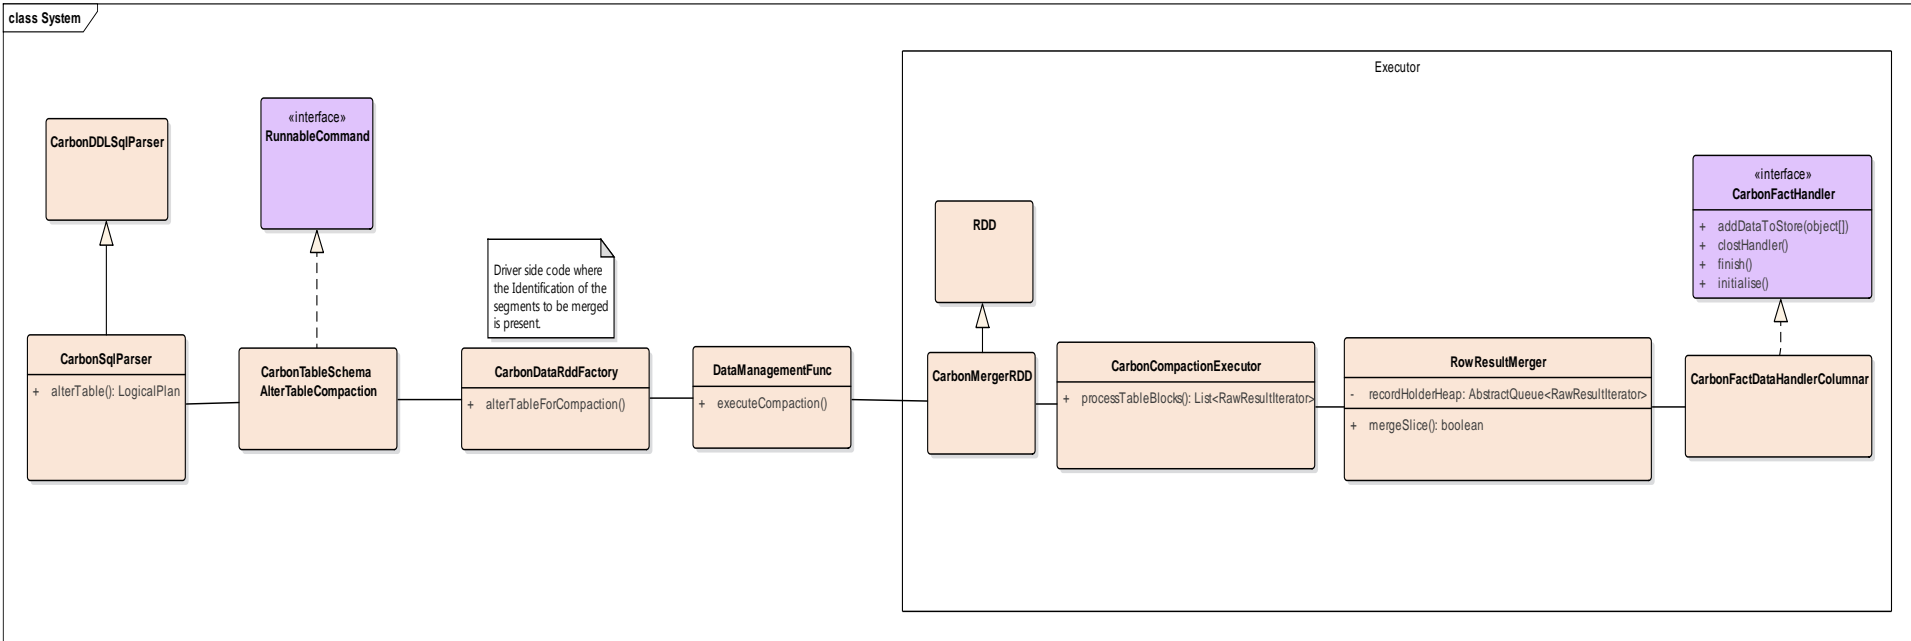 class System
Executor
CarbonDDLSqlParser
«interface»
RunnableCommand
Driver side code where
the Identification of the
segments to be merged
is present.
RDD
«interface»
CarbonFactHandler
+ addDataToStore(object[])
+ clostHandler()
+ finish()
+ initialise()
CarbonSqlParser
+ alterTable(): LogicalPlan
CarbonTableSchema
AlterTableCompaction
CarbonDataRddFactory
+ alterTableForCompaction()
DataManagementFunc
+ executeCompaction()
CarbonMergerRDD
CarbonCompactionExecutor
+ processTableBlocks(): List<RawResultIterator>
RowResultMerger
- recordHolderHeap: AbstractQueue<RawResultIterator>
+ mergeSlice(): boolean
CarbonFactDataHandlerColumnar